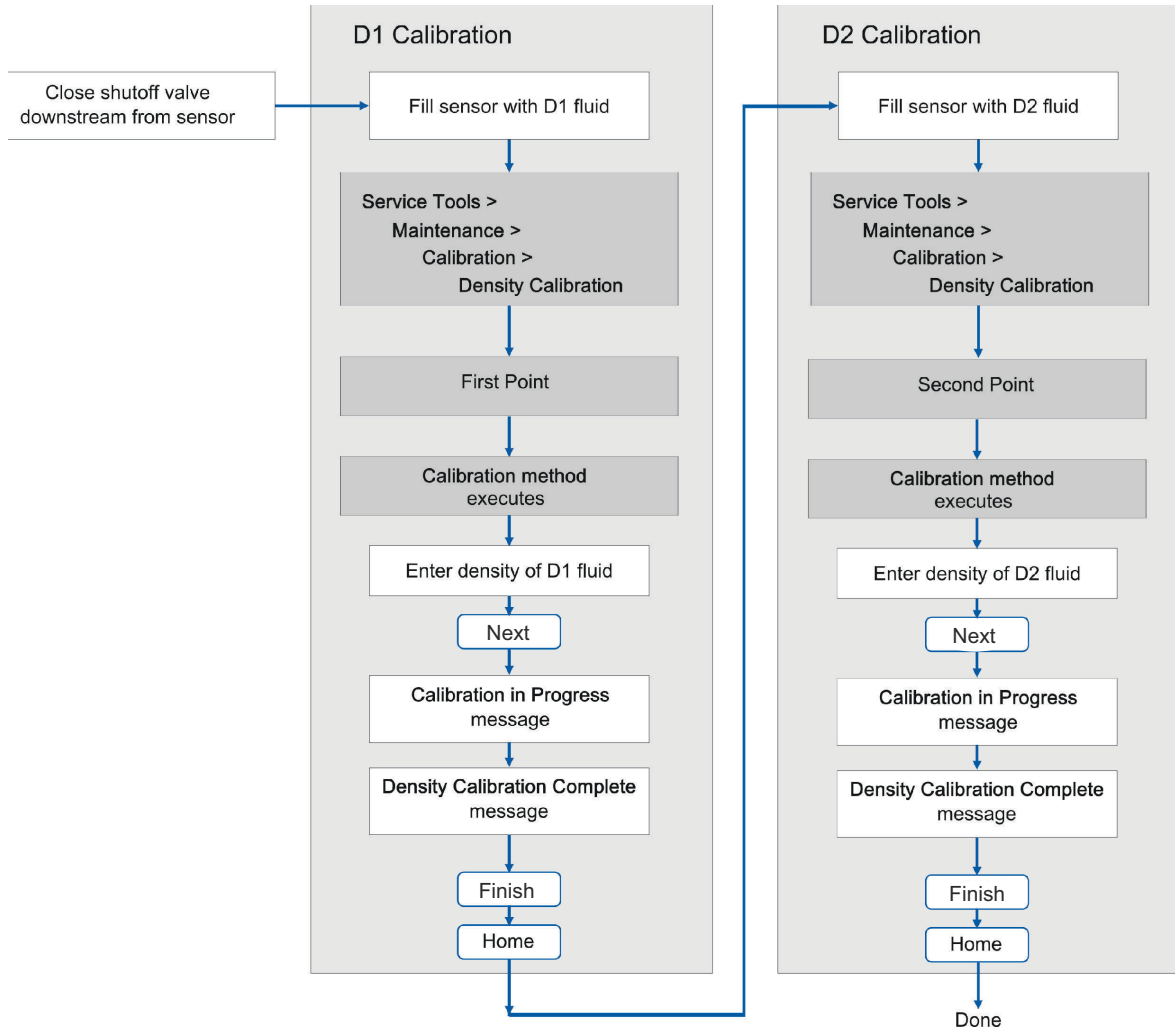 D1 Calibration
Close shutoff valve
downstream from sensor
Fill sensor with D1 fluid
Service Tools >
Maintenance >
Calibration >
Density Calibration
First Point
Calibration method
executes
Enter density of D1 fluid
Next
Calibration in Progress
message
Density Calibration Complete
message
Finish
Home
D2 Calibration
Fill sensor with D2 fluid
Service Tools >
Maintenance >
Calibration >
Density Calibration
Second Point
Calibration method
executes
Enter density of D2 fluid
Next
Calibration in Progress
message
Density Calibration Complete
message
Finish
Home
Done